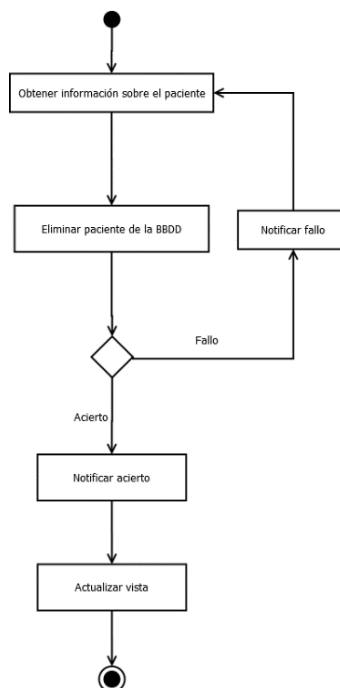 Obtener información sobre el paciente
Eliminar paciente de la BBDD
Notificar fallo
Fallo
Acierto
Notificar acierto
Actualizar vista